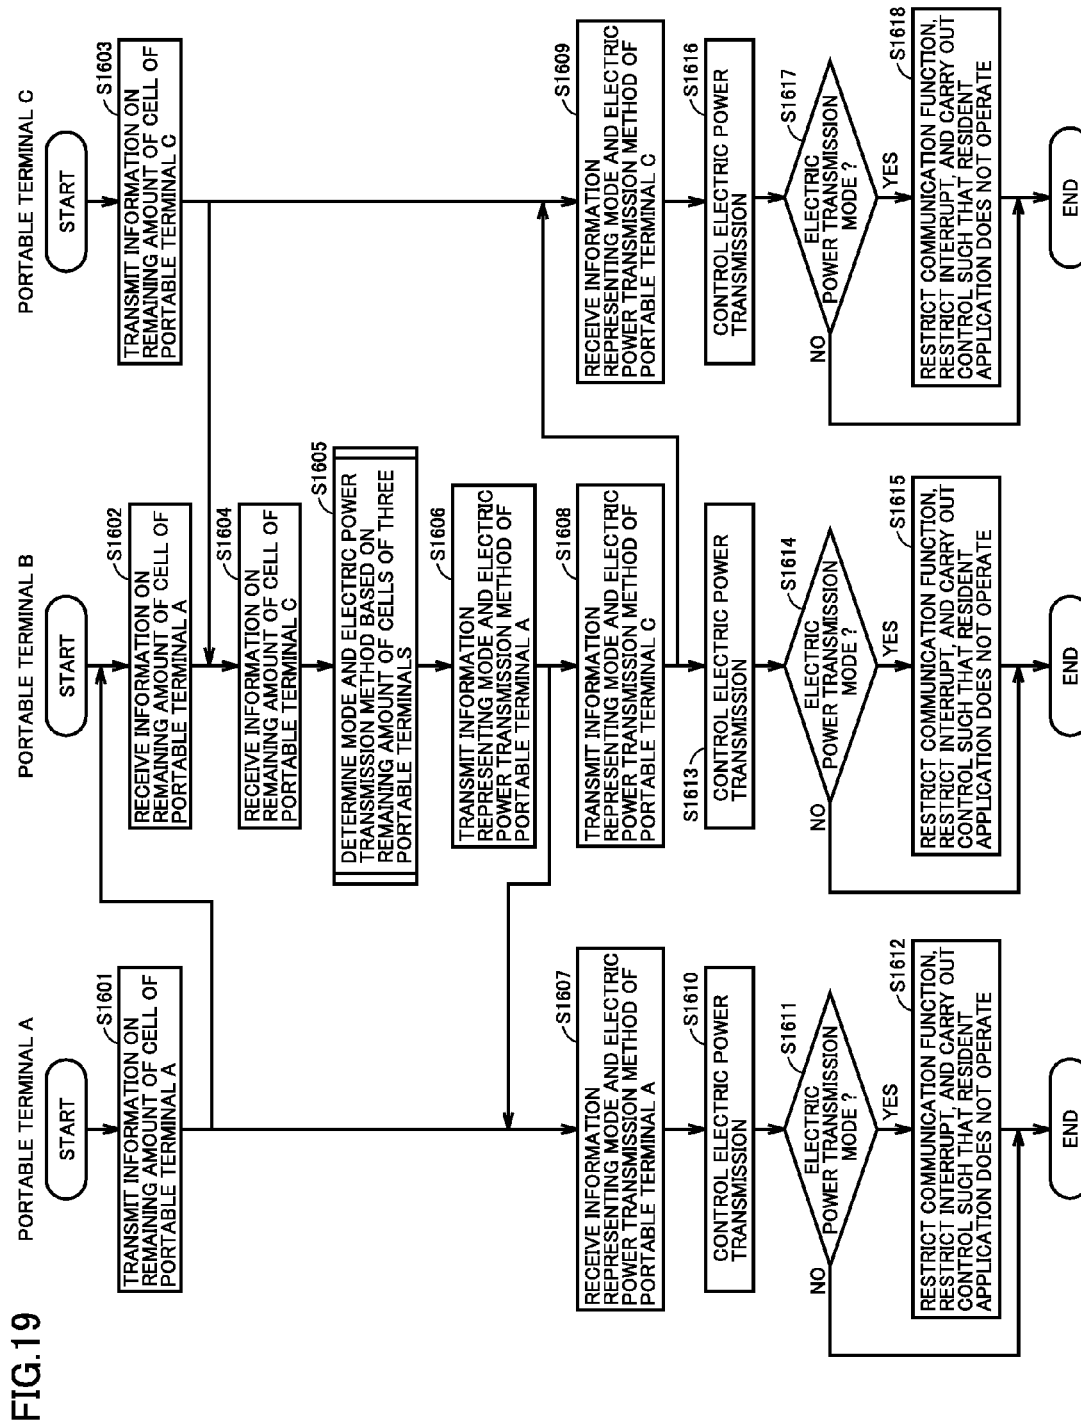 FIG.19
PORTABLE TERMINAL A
START
S1601
TRANSMIT INFORMATION ON
REMAINING AMOUNT OF CELL OF
PORTABLE TERMINAL A
S1607
RECEIVE INFORMATION
REPRESENTING MODE AND ELECTRIC
POWER TRANSMISSION METHOD OF
PORTABLE TERMINAL A
S1610
CONTROL ELECTRIC POWER
TRANSMISSION
S1611
ELECTRIC
POWER TRANSMISSION
MODE ?
NO
YES
S1612
RESTRICT COMMUNICATION FUNCTION,
RESTRICT INTERRUPT, AND CARRY OUT
CONTROL SUCH THAT RESIDENT
APPLICATION DOES NOT OPERATE
END
PORTABLE TERMINAL B
START
S1602
RECEIVE INFORMATION ON
REMAINING AMOUNT OF CELL OF
PORTABLE TERMINAL A
S1604
RECEIVE INFORMATION ON
REMAINING AMOUNT OF CELL OF
PORTABLE TERMINAL C
S1605
DETERMINE MODE AND ELECTRIC POWER
TRANSMISSION METHOD BASED ON
REMAINING AMOUNT OF CELLS OF THREE
PORTABLE TERMINALS
S1606
TRANSMIT INFORMATION
REPRESENTING MODE AND ELECTRIC
POWER TRANSMISSION METHOD OF
PORTABLE TERMINAL A
S1608
TRANSMIT INFORMATION
REPRESENTING MODE AND ELECTRIC
POWER TRANSMISSION METHOD OF
PORTABLE TERMINAL C
S1613
CONTROL ELECTRIC POWER
TRANSMISSION
S1614
ELECTRIC
POWER TRANSMISSION
MODE ?
NO
YES
S1615
RESTRICT COMMUNICATION FUNCTION,
RESTRICT INTERRUPT, AND CARRY OUT
CONTROL SUCH THAT RESIDENT
APPLICATION DOES NOT OPERATE
END
PORTABLE TERMINAL C
START
S1603
TRANSMIT INFORMATION ON
REMAINING AMOUNT OF CELL OF
PORTABLE TERMINAL C
S1609
RECEIVE INFORMATION
REPRESENTING MODE AND ELECTRIC
POWER TRANSMISSION METHOD OF
PORTABLE TERMINAL C
S1616
CONTROL ELECTRIC POWER
TRANSMISSION
S1617
ELECTRIC
POWER TRANSMISSION
MODE ?
NO
YES
S1618
RESTRICT COMMUNICATION FUNCTION,
RESTRICT INTERRUPT, AND CARRY OUT
CONTROL SUCH THAT RESIDENT
APPLICATION DOES NOT OPERATE
END